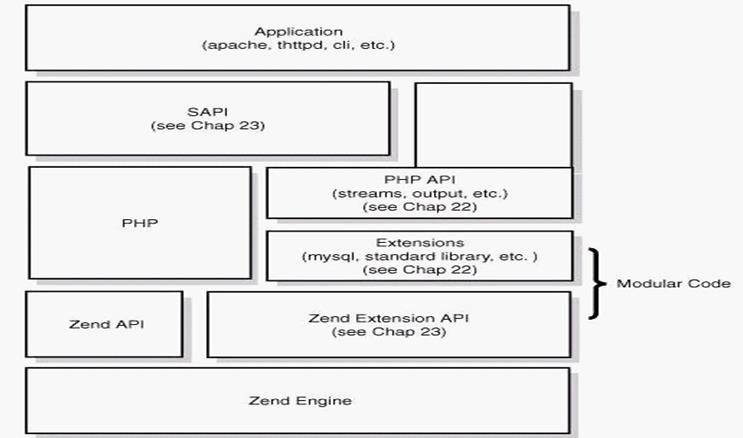 Application
(apache, thttpd, cli, etc.)
SAPI
(see Chap 23)
PHP API
(streams, output, etc.)
(see Chap 22)
PHP
Extensions
(mysql, standard library, etc. )
(see Chap 22)
Modular Code
Zend API
Zend Extension API
(see Chap 23)
Zend Engine